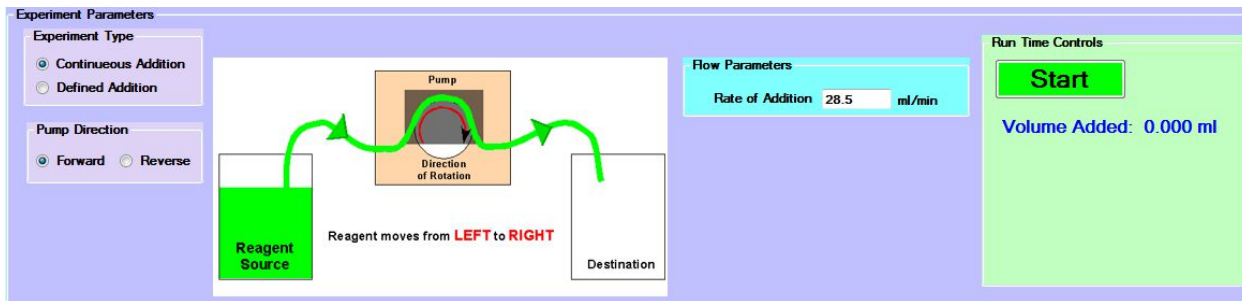 Experiment Parameters
Experiment Type
Continueous Addition
Defined Addition
Pump Direction
Forward Reverse
Pump
Direction
of Rotation
Reagent moves from LEFT to RIGHT
Reagent
Source
Destination
Flow Parameters
Rate of Addition 28.5 ml/min
Run Time Controls
Start
Volume Added: 0.000 ml